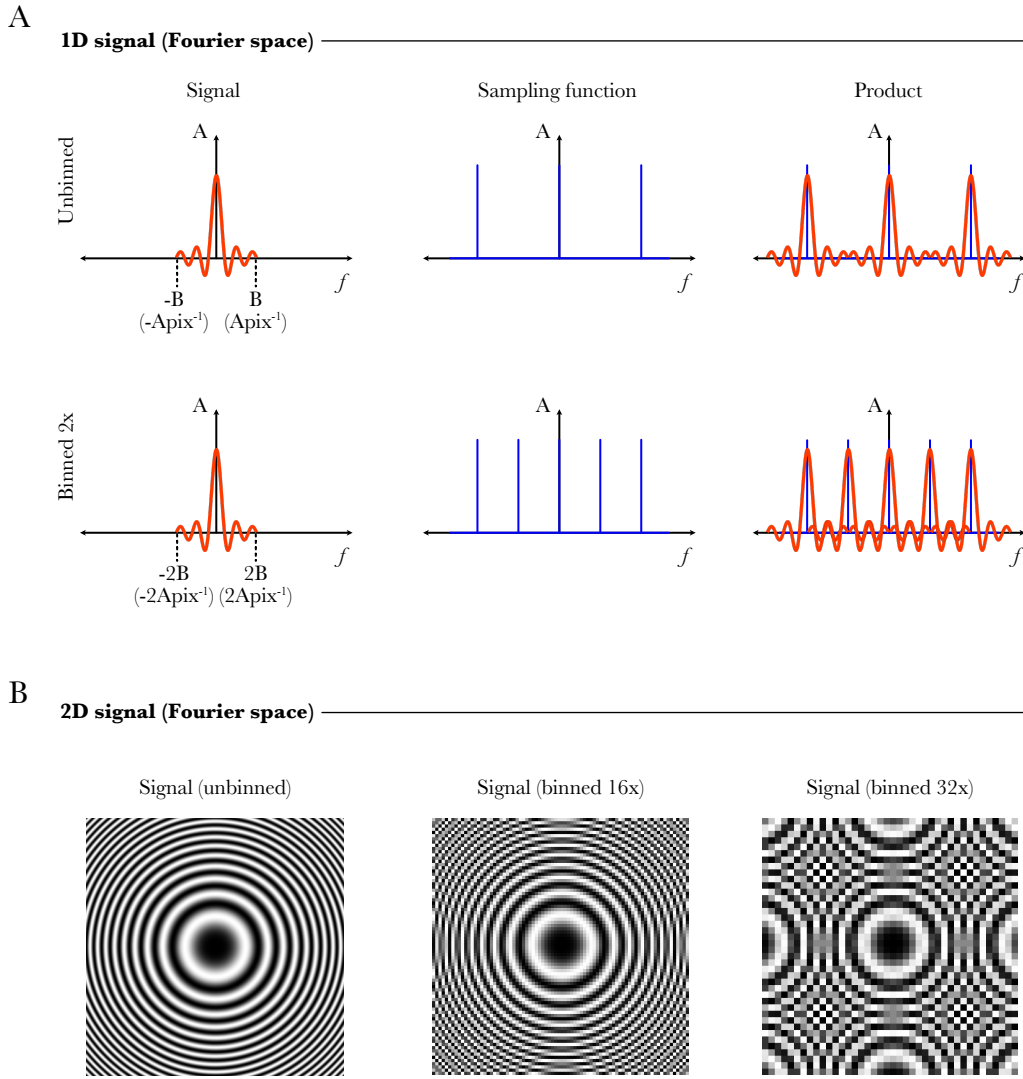 A
1D signal (Fourier space)
Signal
Sampling function
Product
Unbinned
A
A
A
f
f
f
-B
B
(-Apix⁻¹)
(Apix⁻¹)
Binned 2x
A
A
A
f
f
f
-2B
2B
(-2Apix⁻¹)
(2Apix⁻¹)
B
2D signal (Fourier space)
Signal (unbinned)
Signal (binned 16x)
Signal (binned 32x)